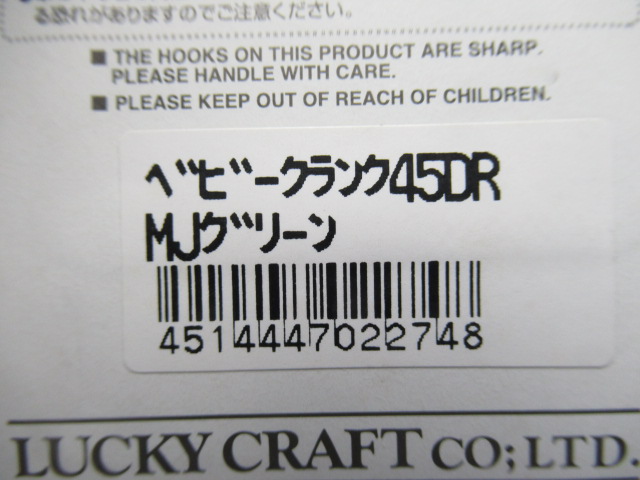 る恐れがありますのでご注意ください。
■ THE HOOKS ON THIS PRODUCT ARE SHARP.
PLEASE HANDLE WITH CARE.
■ PLEASE KEEP OUT OF REACH OF CHILDREN.
ベビークランク45DR
MJグリーン
4514447022748
LUCKY CRAFT CO; LTD.